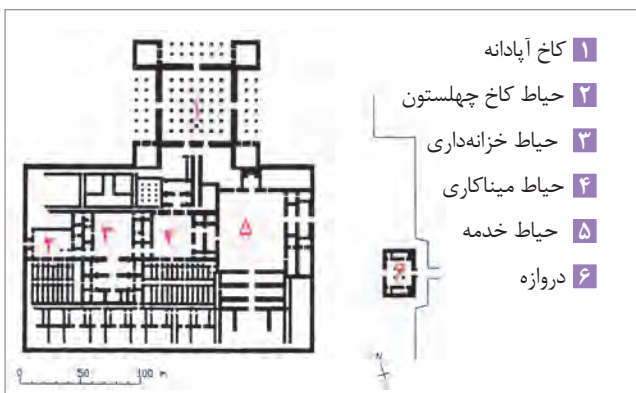 ۱ کاخ آپادانه
۲ حیاط کاخ چهلستون
۳ حیاط خزانه‌داری
۴ حیاط میناکاری
۵ حیاط خدمه
۶ دروازه
۱
۲ ۳ ۴ ۵
۶
0 50 100 m
N